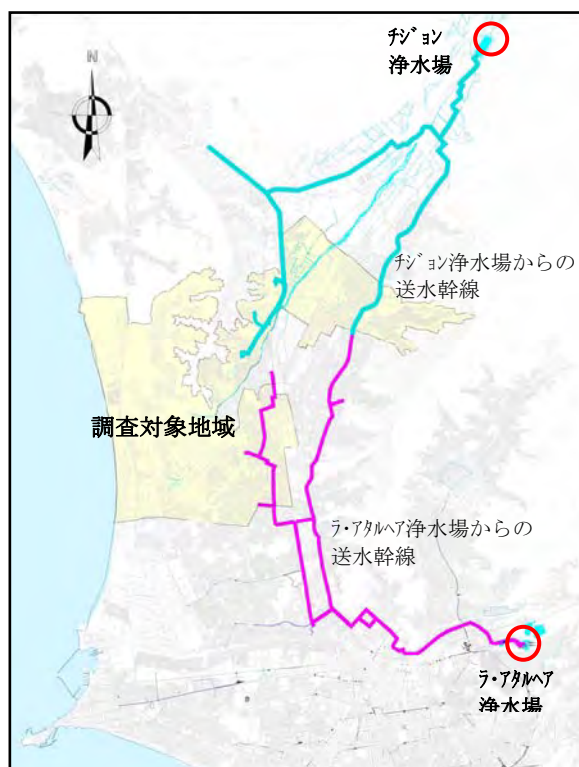 チジョン
浄水場
N
チジョン浄水場からの
送水幹線
調査対象地域
ラ・アタルヘア浄水場からの
送水幹線
ラ・アタルヘア
浄水場